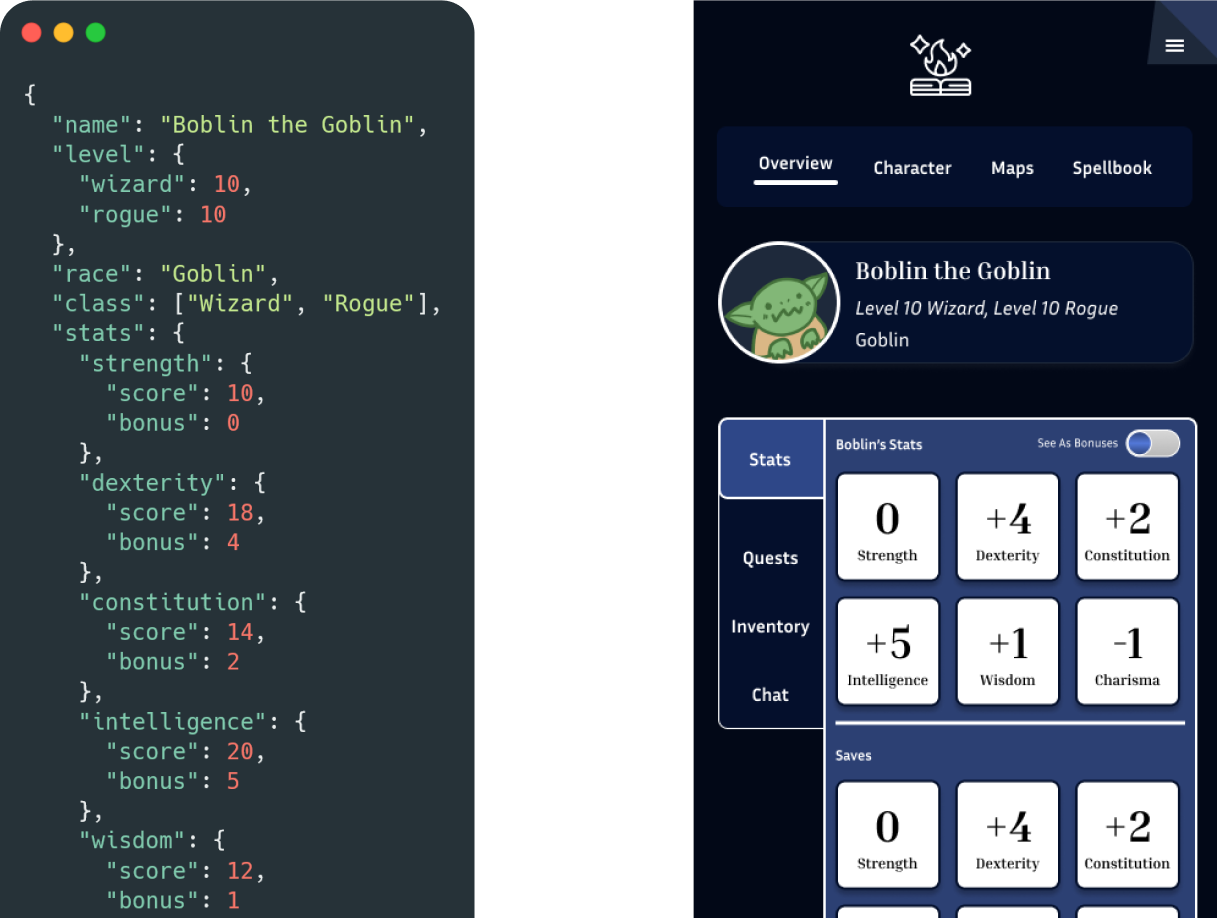 {
"name": "Boblin the Goblin",
"level": {
"wizard": 10,
"rogue": 10
},
"race": "Goblin",
"class": ["Wizard", "Rogue"],
"stats": {
"strength": {
"score": 10,
"bonus": 0
},
"dexterity": {
"score": 18,
"bonus": 4
},
"constitution": {
"score": 14,
"bonus": 2
},
"intelligence": {
"score": 20,
"bonus": 5
},
"wisdom": {
"score": 12,
"bonus": 1
Overview Character Maps Spellbook
Boblin the Goblin
Level 10 Wizard, Level 10 Rogue
Goblin
Stats
Quests
Inventory
Chat
Boblin's Stats See As Bonuses
0 +4 +2
Strength Dexterity Constitution
+5 +1 -1
Intelligence Wisdom Charisma
Saves
0 +4 +2
Strength Dexterity Constitution